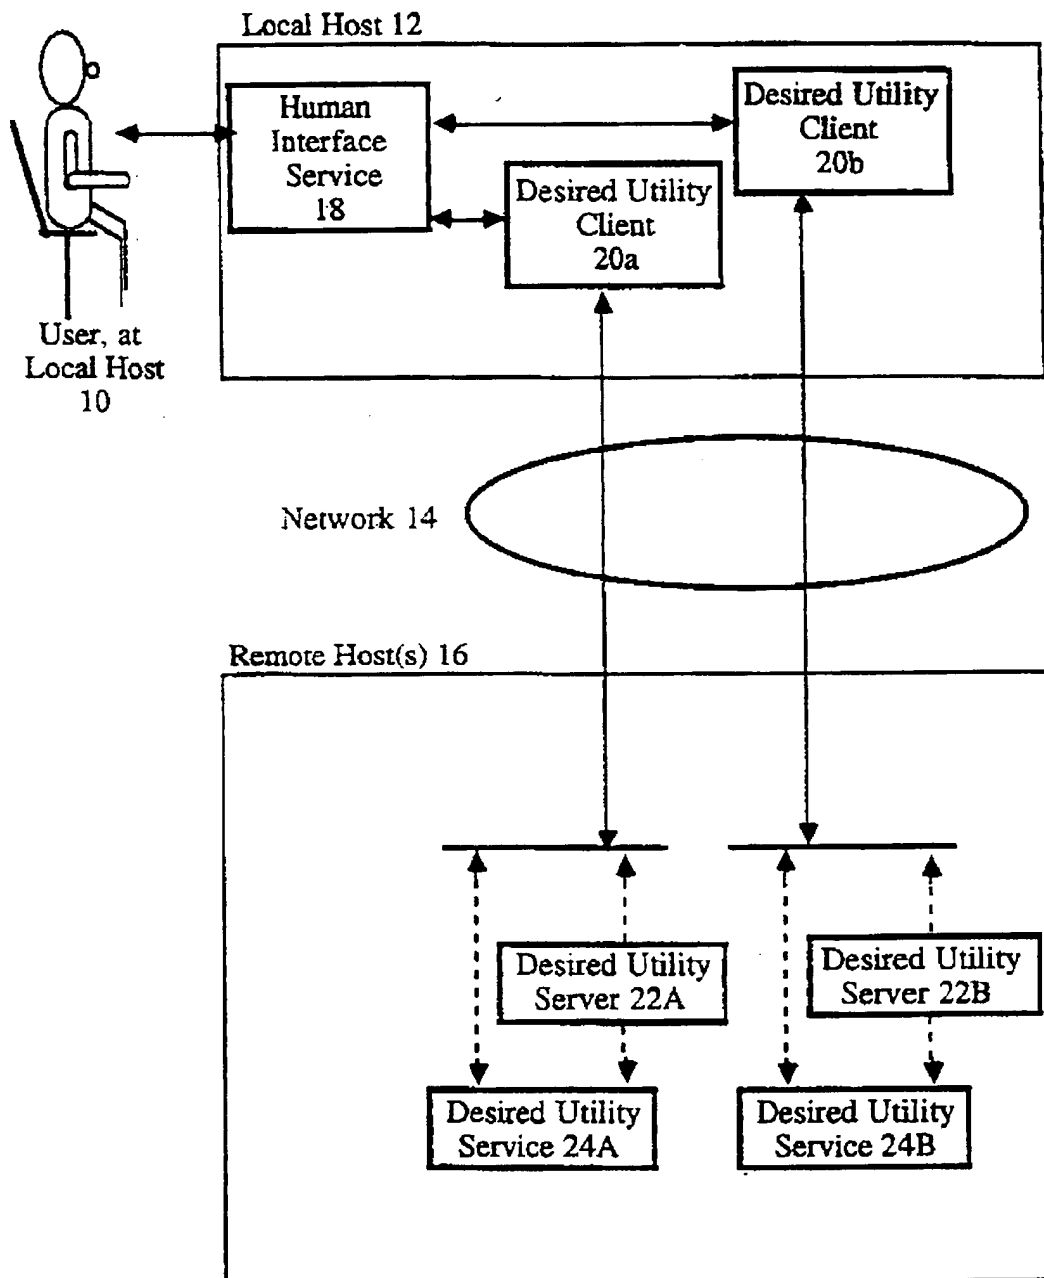 Local Host 12
Human
Interface
Service
18
Desired Utility
Client
20b
Desired Utility
Client
20a
User, at
Local Host
10
Network 14
Remote Host(s) 16
Desired Utility
Server 22A
Desired Utility
Server 22B
Desired Utility
Service 24A
Desired Utility
Service 24B